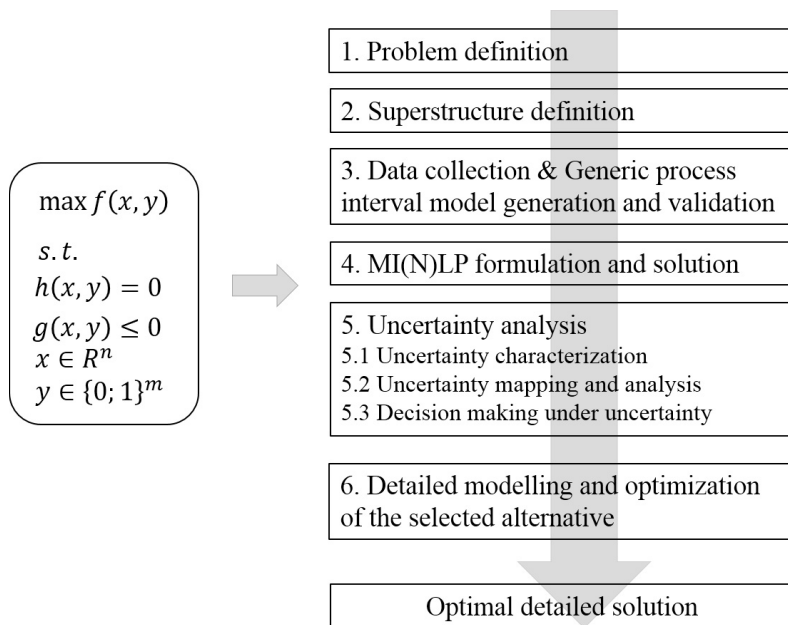 max f(x, y)
s.t.
h(x, y) = 0
g(x, y) ≤ 0
x ∈ Rⁿ
y ∈ {0; 1}ᵐ
1. Problem definition
2. Superstructure definition
3. Data collection & Generic process
interval model generation and validation
4. MI(N)LP formulation and solution
5. Uncertainty analysis
5.1 Uncertainty characterization
5.2 Uncertainty mapping and analysis
5.3 Decision making under uncertainty
6. Detailed modelling and optimization
of the selected alternative
Optimal detailed solution